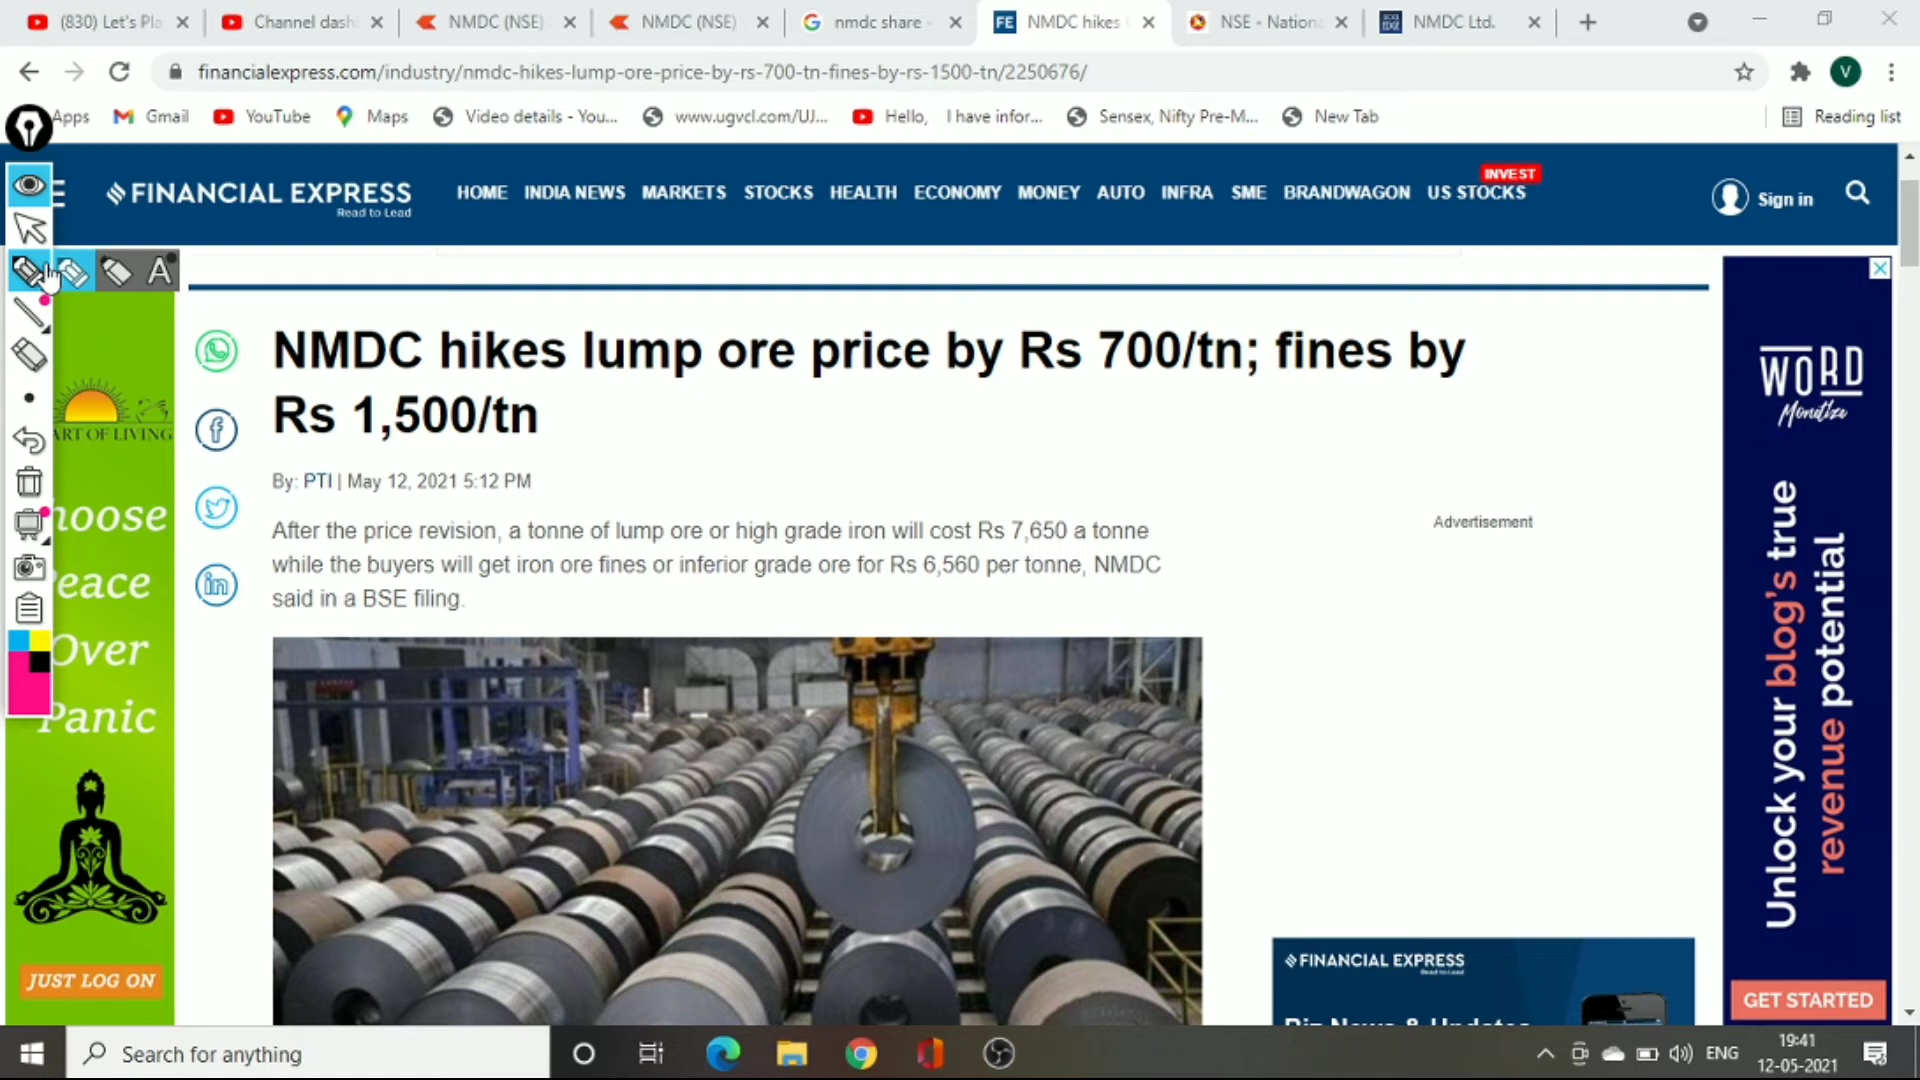 (830) Let's Pla
Channel dash
NMDC (NSE)
NMDC (NSE)
nmdc share -
NMDC hikes
NSE - Nation
NMDC Ltd.
financialexpress.com/industry/nmdc-hikes-lump-ore-price-by-rs-700-tn-fines-by-rs-1500-tn/2250676/
V
Apps
Gmail
YouTube
Maps
Video details - You...
www.ugvcl.com/UJ...
Hello, I have infor...
Sensex, Nifty Pre-M...
New Tab
Reading list
FINANCIAL EXPRESS
Read to Lead
HOME INDIA NEWS MARKETS STOCKS HEALTH ECONOMY MONEY AUTO INFRA SME BRANDWAGON US STOCKS
INVEST
Sign in
A
NMDC hikes lump ore price by Rs 700/tn; fines by
Rs 1,500/tn
By: PTI | May 12, 2021 5:12 PM
After the price revision, a tonne of lump ore or high grade iron will cost Rs 7,650 a tonne
while the buyers will get iron ore fines or inferior grade ore for Rs 6,560 per tonne, NMDC
said in a BSE filing.
Advertisement
ART OF LIVING
hoose
eace
Over
Panic
JUST LOG ON
WORD
Monetize
Unlock your blog's true
revenue potential
GET STARTED
FINANCIAL EXPRESS
Read to Lead
Biz News & Updates
Search for anything
ENG
19:41
12-05-2021